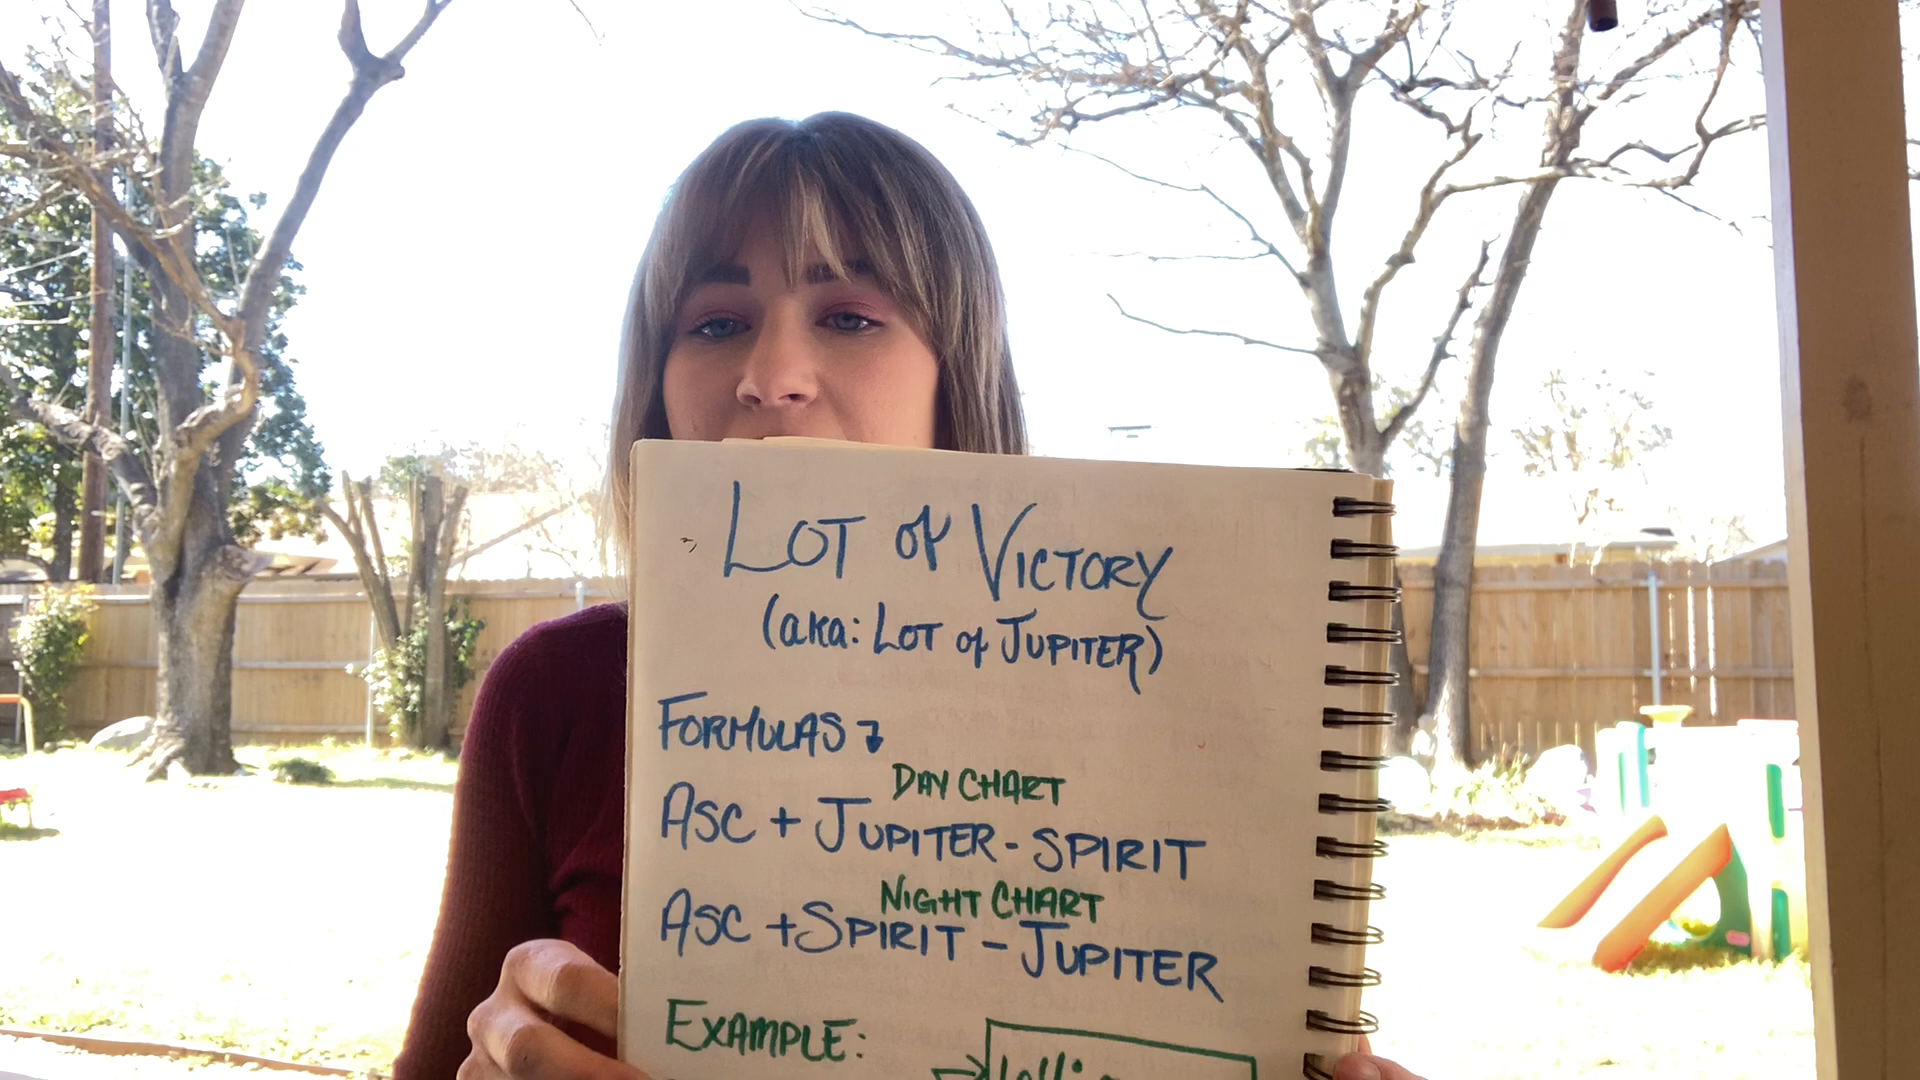 LOT of VICTORY
(aka: LOT of JUPITER)
FORMULAS
DAY CHART
ASC + JUPITER - SPIRIT
NIGHT CHART
ASC + SPIRIT - JUPITER
EXAMPLE: